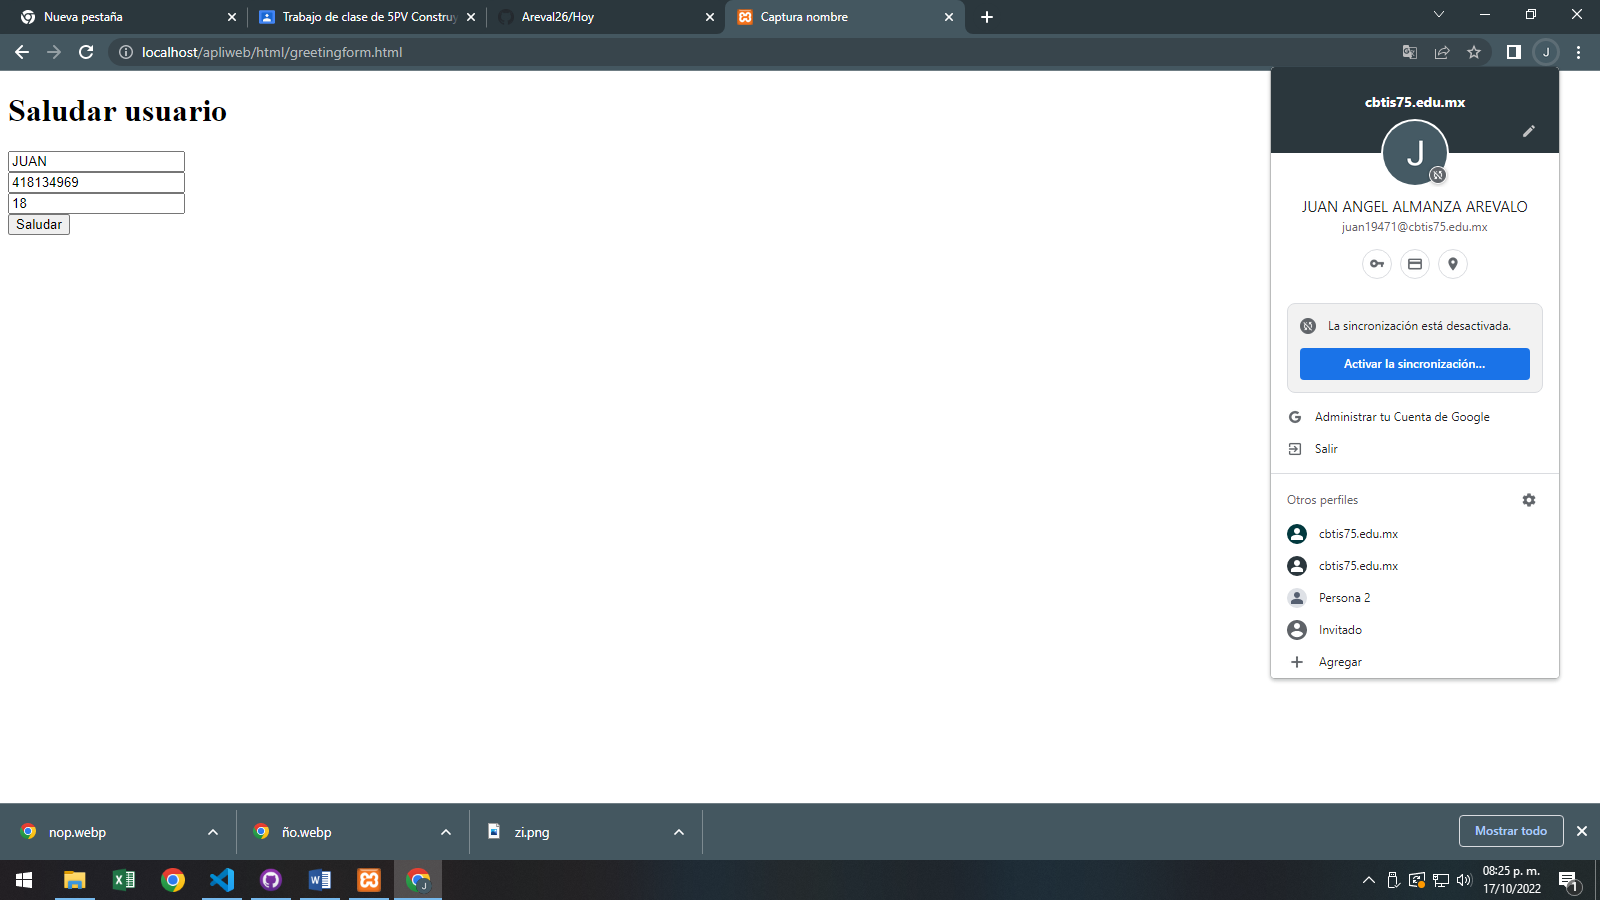 Nueva pestaña
Trabajo de clase de 5PV Constru
Areval26/Hoy
Captura nombre
localhost/apliweb/html/greetingform.html
J
Saludar usuario
JUAN
418134969
18
Saludar
cbtis75.edu.mx
J
JUAN ANGEL ALMANZA AREVALO
juan19471@cbtis75.edu.mx
La sincronización está desactivada.
Activar la sincronización...
Administrar tu Cuenta de Google
Salir
Otros perfiles
cbtis75.edu.mx
cbtis75.edu.mx
Persona 2
Invitado
Agregar
nop.webp
ño.webp
zi.png
Mostrar todo
J
08:25 p. m.
17/10/2022
1